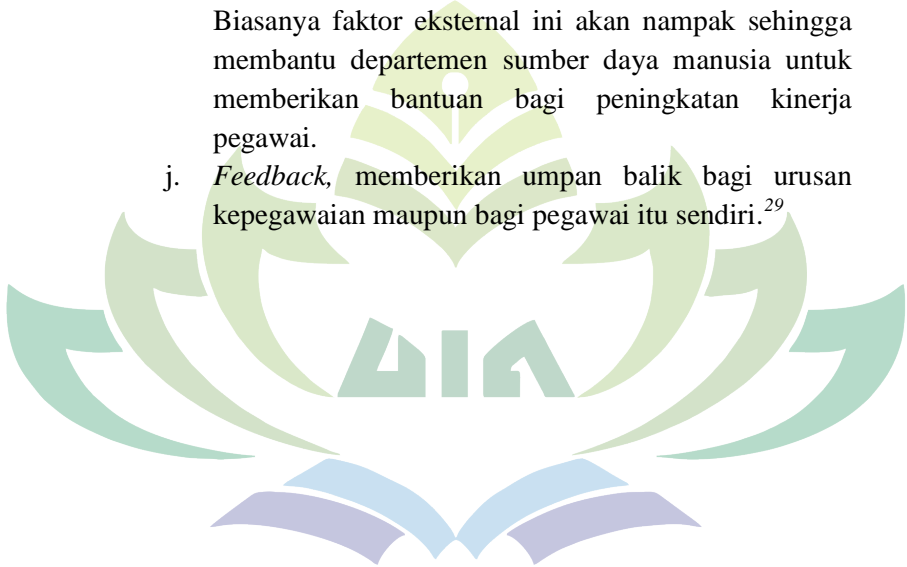 Biasanya faktor eksternal ini akan nampak sehingga
membantu departemen sumber daya manusia untuk
memberikan bantuan bagi peningkatan kinerja
pegawai.
j. Feedback, memberikan umpan balik bagi urusan
kepegawaian maupun bagi pegawai itu sendiri.29
UIN